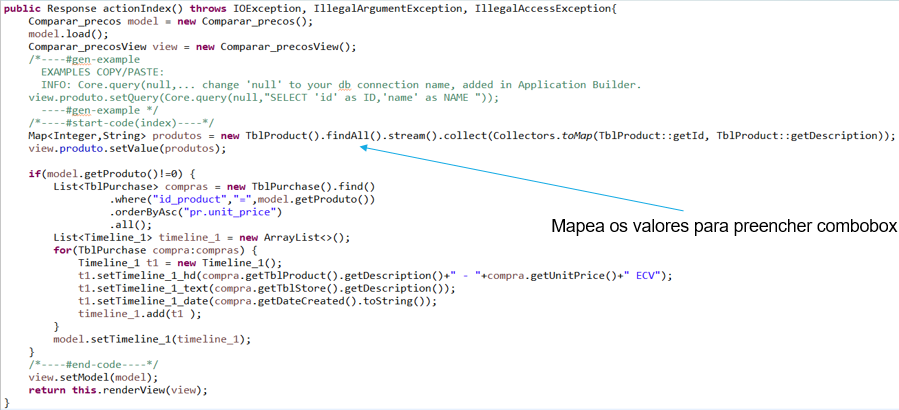 public Response actionIndex() throws IOException, IllegalArgumentException, IllegalAccessException{
Comparar_precos model = new Comparar_precos();
model.load();
Comparar_precosView view = new Comparar_precosView();
/*----#gen-example
EXAMPLES COPY/PASTE:
INFO: Core.query(null,... change 'null' to your db connection name, added in Application Builder.
view.produto.setQuery(Core.query(null,"SELECT 'id' as ID,'name' as NAME "));
----#gen-example */
/*----#start-code(index)----*/
Map<Integer,String> produtos = new TblProduct().findAll().stream().collect(Collectors.toMap(TblProduct::getId, TblProduct::getDescription));
view.produto.setValue(produtos);
if(model.getProduto()!=0) {
List<TblPurchase> compras = new TblPurchase().find()
.where("id_product","=",model.getProduto())
.orderByAsc("pr.unit_price")
.all();
Mapea os valores para preencher combobox
List<Timeline_1> timeline_1 = new ArrayList<>();
for(TblPurchase compra:compras) {
Timeline_1 t1 = new Timeline_1();
t1.setTimeline_1_hd(compra.getTblProduct().getDescription()+" - "+compra.getUnitPrice()+" ECV");
t1.setTimeline_1_text(compra.getTblStore().getDescription());
t1.setTimeline_1_date(compra.getDateCreated().toString());
timeline_1.add(t1 );
}
model.setTimeline_1(timeline_1);
}
/*----#end-code----*/
view.setModel(model);
return this.renderView(view);
}